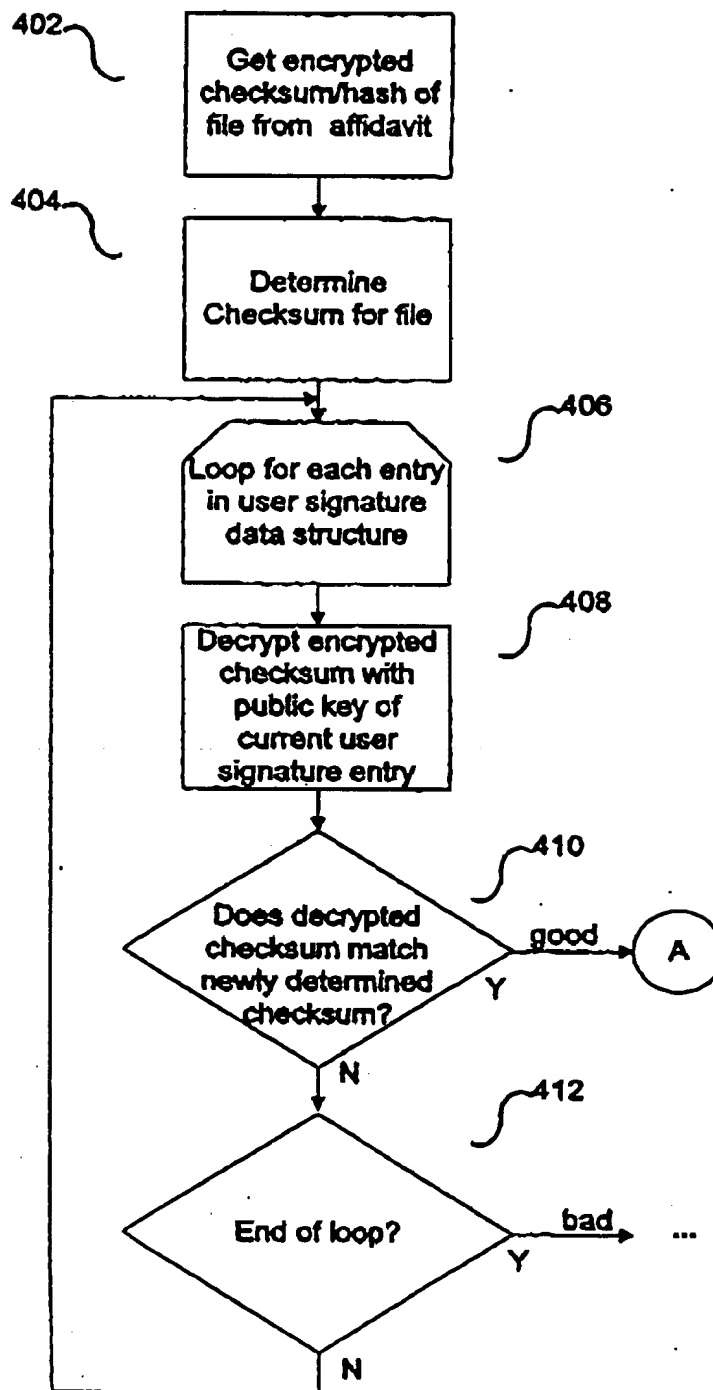 402
Get encrypted
checksum/hash of
file from affidavit
404
Determine
Checksum for file
406
Loop for each entry
in user signature
data structure
408
Decrypt encrypted
checksum with
public key of
current user
signature entry
410
Does decrypted
checksum match
newly determined
checksum?
good
Y
A
N
412
End of loop?
bad
Y
...
N